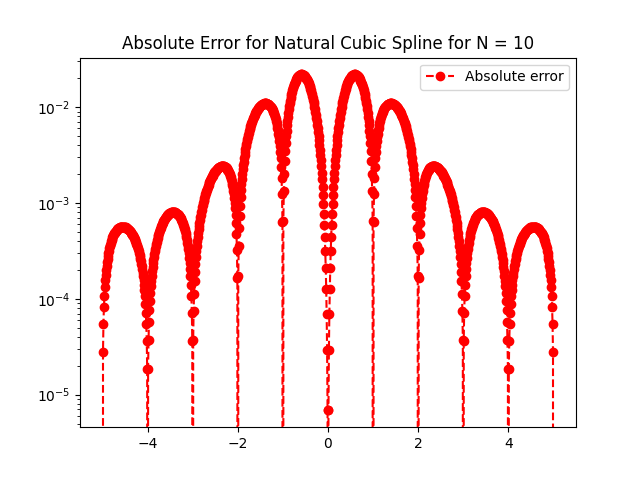 Absolute Error for Natural Cubic Spline for N = 10
Absolute error
10⁻²
10⁻³
10⁻⁴
10⁻⁵
−4 −2 0 2 4